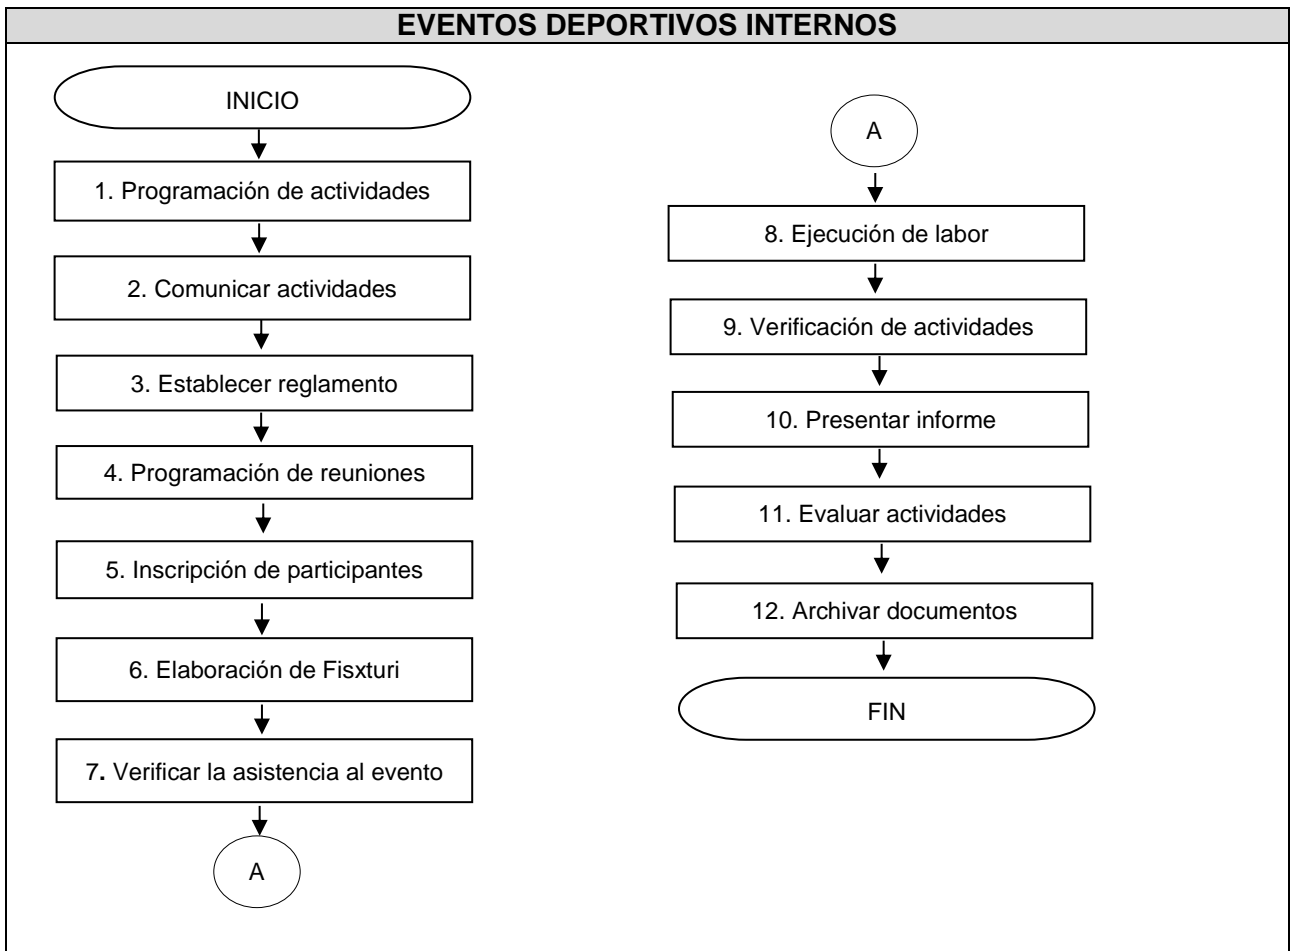 EVENTOS DEPORTIVOS INTERNOS
INICIO
1. Programación de actividades
2. Comunicar actividades
3. Establecer reglamento
4. Programación de reuniones
5. Inscripción de participantes
6. Elaboración de Fisxturi
7. Verificar la asistencia al evento
A
A
8. Ejecución de labor
9. Verificación de actividades
10. Presentar informe
11. Evaluar actividades
12. Archivar documentos
FIN